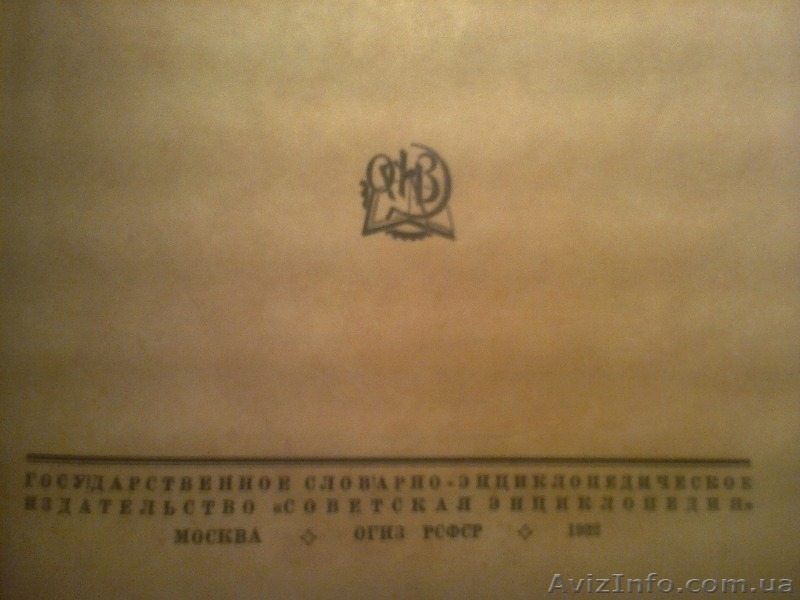 ГОСУДАРСТВЕННОЕ СЛОВАРНО-ЭНЦИКЛОПЕДИЧЕСКОЕ
ИЗДАТЕЛЬСТВО «СОВЕТСКАЯ ЭНЦИКЛОПЕДИЯ»
МОСКВА ОГИЗ РСФСР
AvizInfo.com.ua